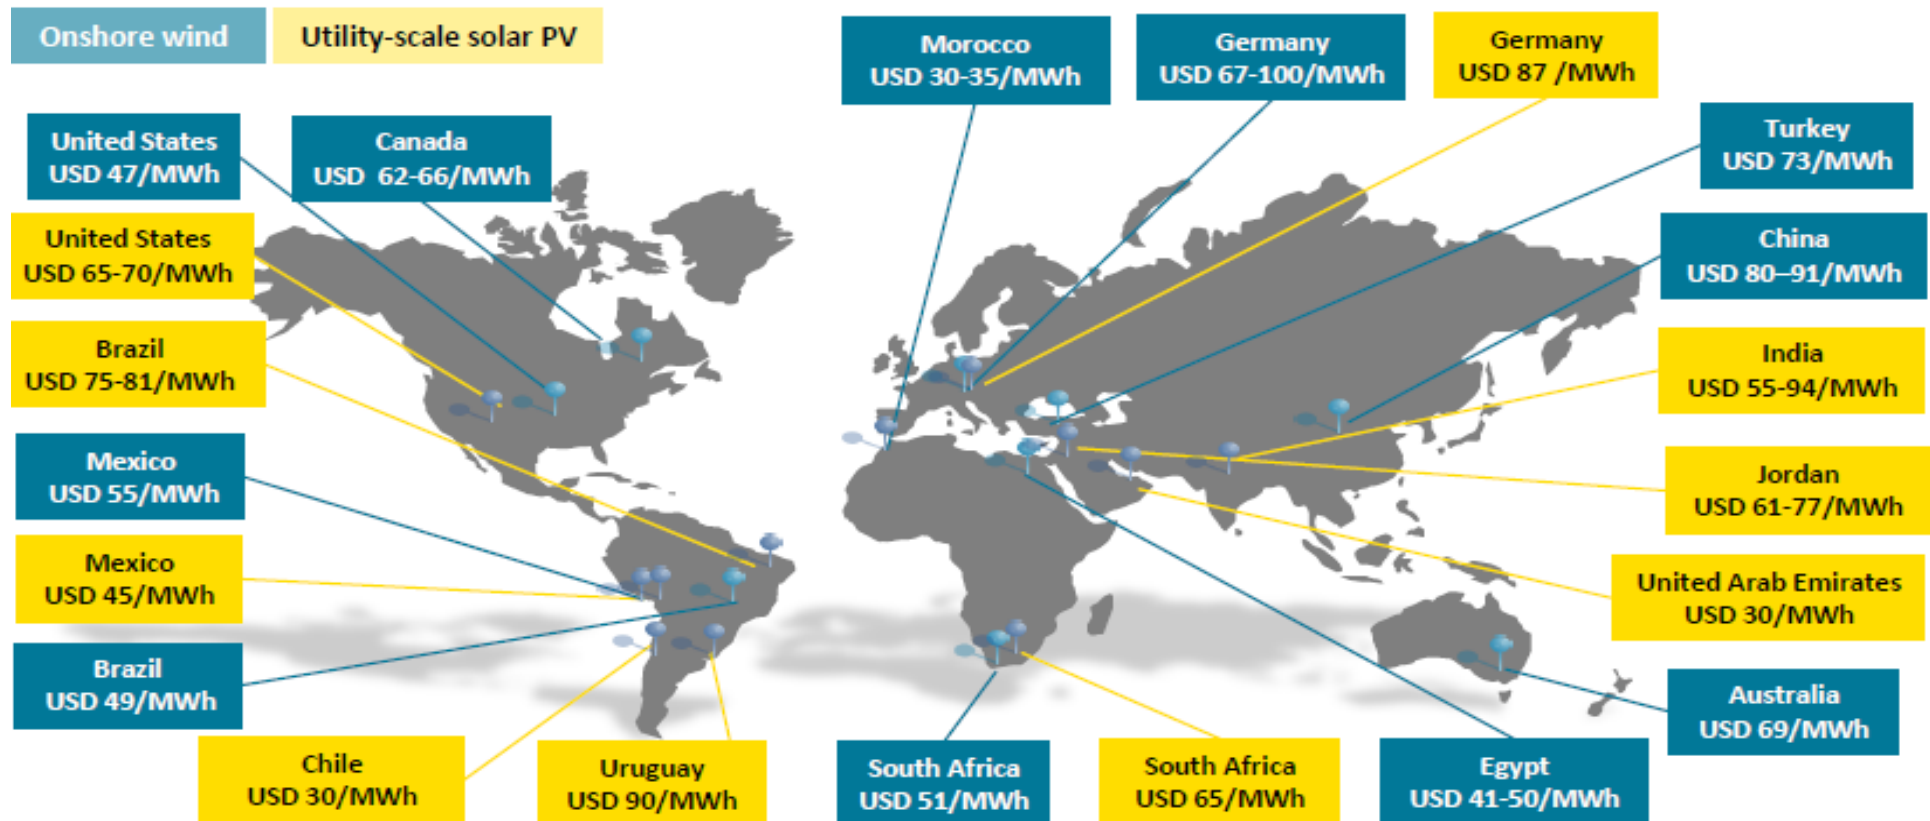 Onshore wind
Utility-scale solar PV
Morocco
USD 30-35/MWh
Germany
USD 67-100/MWh
Germany
USD 87 /MWh
United States
USD 47/MWh
Canada
USD  62-66/MWh
Turkey
USD 73/MWh
United States
USD 65-70/MWh
China
USD 80–91/MWh
Brazil
USD 75-81/MWh
India
USD 55-94/MWh
Mexico
USD 55/MWh
Jordan
USD 61-77/MWh
Mexico
USD 45/MWh
United Arab Emirates
USD 30/MWh
Brazil
USD 49/MWh
Australia
USD 69/MWh
Chile
USD 30/MWh
Uruguay
USD 90/MWh
South Africa
USD 51/MWh
South Africa
USD 65/MWh
Egypt
USD 41-50/MWh